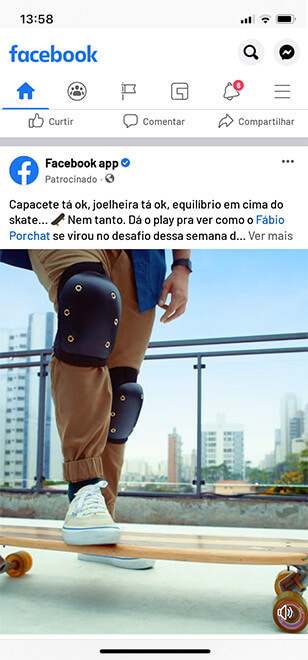 13:58
facebook
6
Curtir Comentar Compartilhar
Facebook app
Patrocinado ·
Capacete tá ok, joelheira tá ok, equilíbrio em cima do
skate... 🛹 Nem tanto. Dá o play pra ver como o Fábio
Porchat se virou no desafio dessa semana d... Ver mais